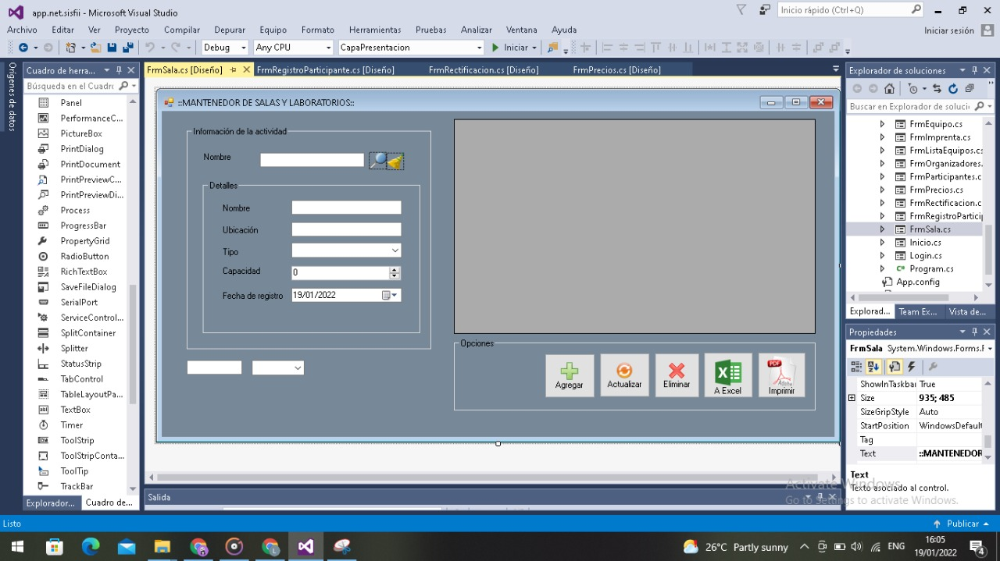 app.net.sisfii - Microsoft Visual Studio
Inicio rápido (Ctrl+Q)
Archivo Editar Ver Proyecto Compilar Depurar Equipo Formato Herramientas Pruebas Analizar Ventana Ayuda
Iniciar sesión
Debug Any CPU CapaPresentacion Iniciar
Orígenes de datos
Cuadro de herra...
Búsqueda en el Cuadro
Panel
PerformanceC...
PictureBox
PrintDialog
PrintDocument
PrintPreviewC...
PrintPreviewDi...
Process
ProgressBar
PropertyGrid
RadioButton
RichTextBox
SaveFileDialog
SerialPort
ServiceControl...
SplitContainer
Splitter
StatusStrip
TabControl
TableLayoutPa...
TextBox
Timer
ToolStrip
ToolStripConta...
ToolTip
TrackBar
Explorador... Cuadro de...
FrmSala.cs [Diseño] FrmRegistroParticipante.cs [Diseño] FrmRectificacion.cs [Diseño] FrmPrecios.cs [Diseño]
::MANTENEDOR DE SALAS Y LABORATORIOS::
Información de la actividad
Nombre
Detalles
Nombre
Ubicación
Tipo
Capacidad 0
Fecha de registro 19/01/2022
Opciones
Agregar
Actualizar
Eliminar
A Excel
PDF
Adobe
Imprimir
Salida
Explorador de soluciones
Buscar en Explorador de solucio
FrmEquipo.cs
FrmImprenta.cs
FrmListaEquipos.cs
FrmOrganizadores.
FrmParticipantes.c
FrmPrecios.cs
FrmRectificacion.c
FrmRegistroPartici
FrmSala.cs
Inicio.cs
Login.cs
C# Program.cs
App.config
Explorad... Team Ex... Vista de...
Propiedades
FrmSala System.Windows.Forms.F
ShowInTaskbar True
Size 935; 485
SizeGripStyle Auto
StartPosition WindowsDefault
Tag
Text ::MANTENEDOR
Text
Texto asociado al control.
Activate Windows
Go to Settings to activate Windows.
Listo
Publicar
26°C Partly sunny
ENG
16:05
19/01/2022
4